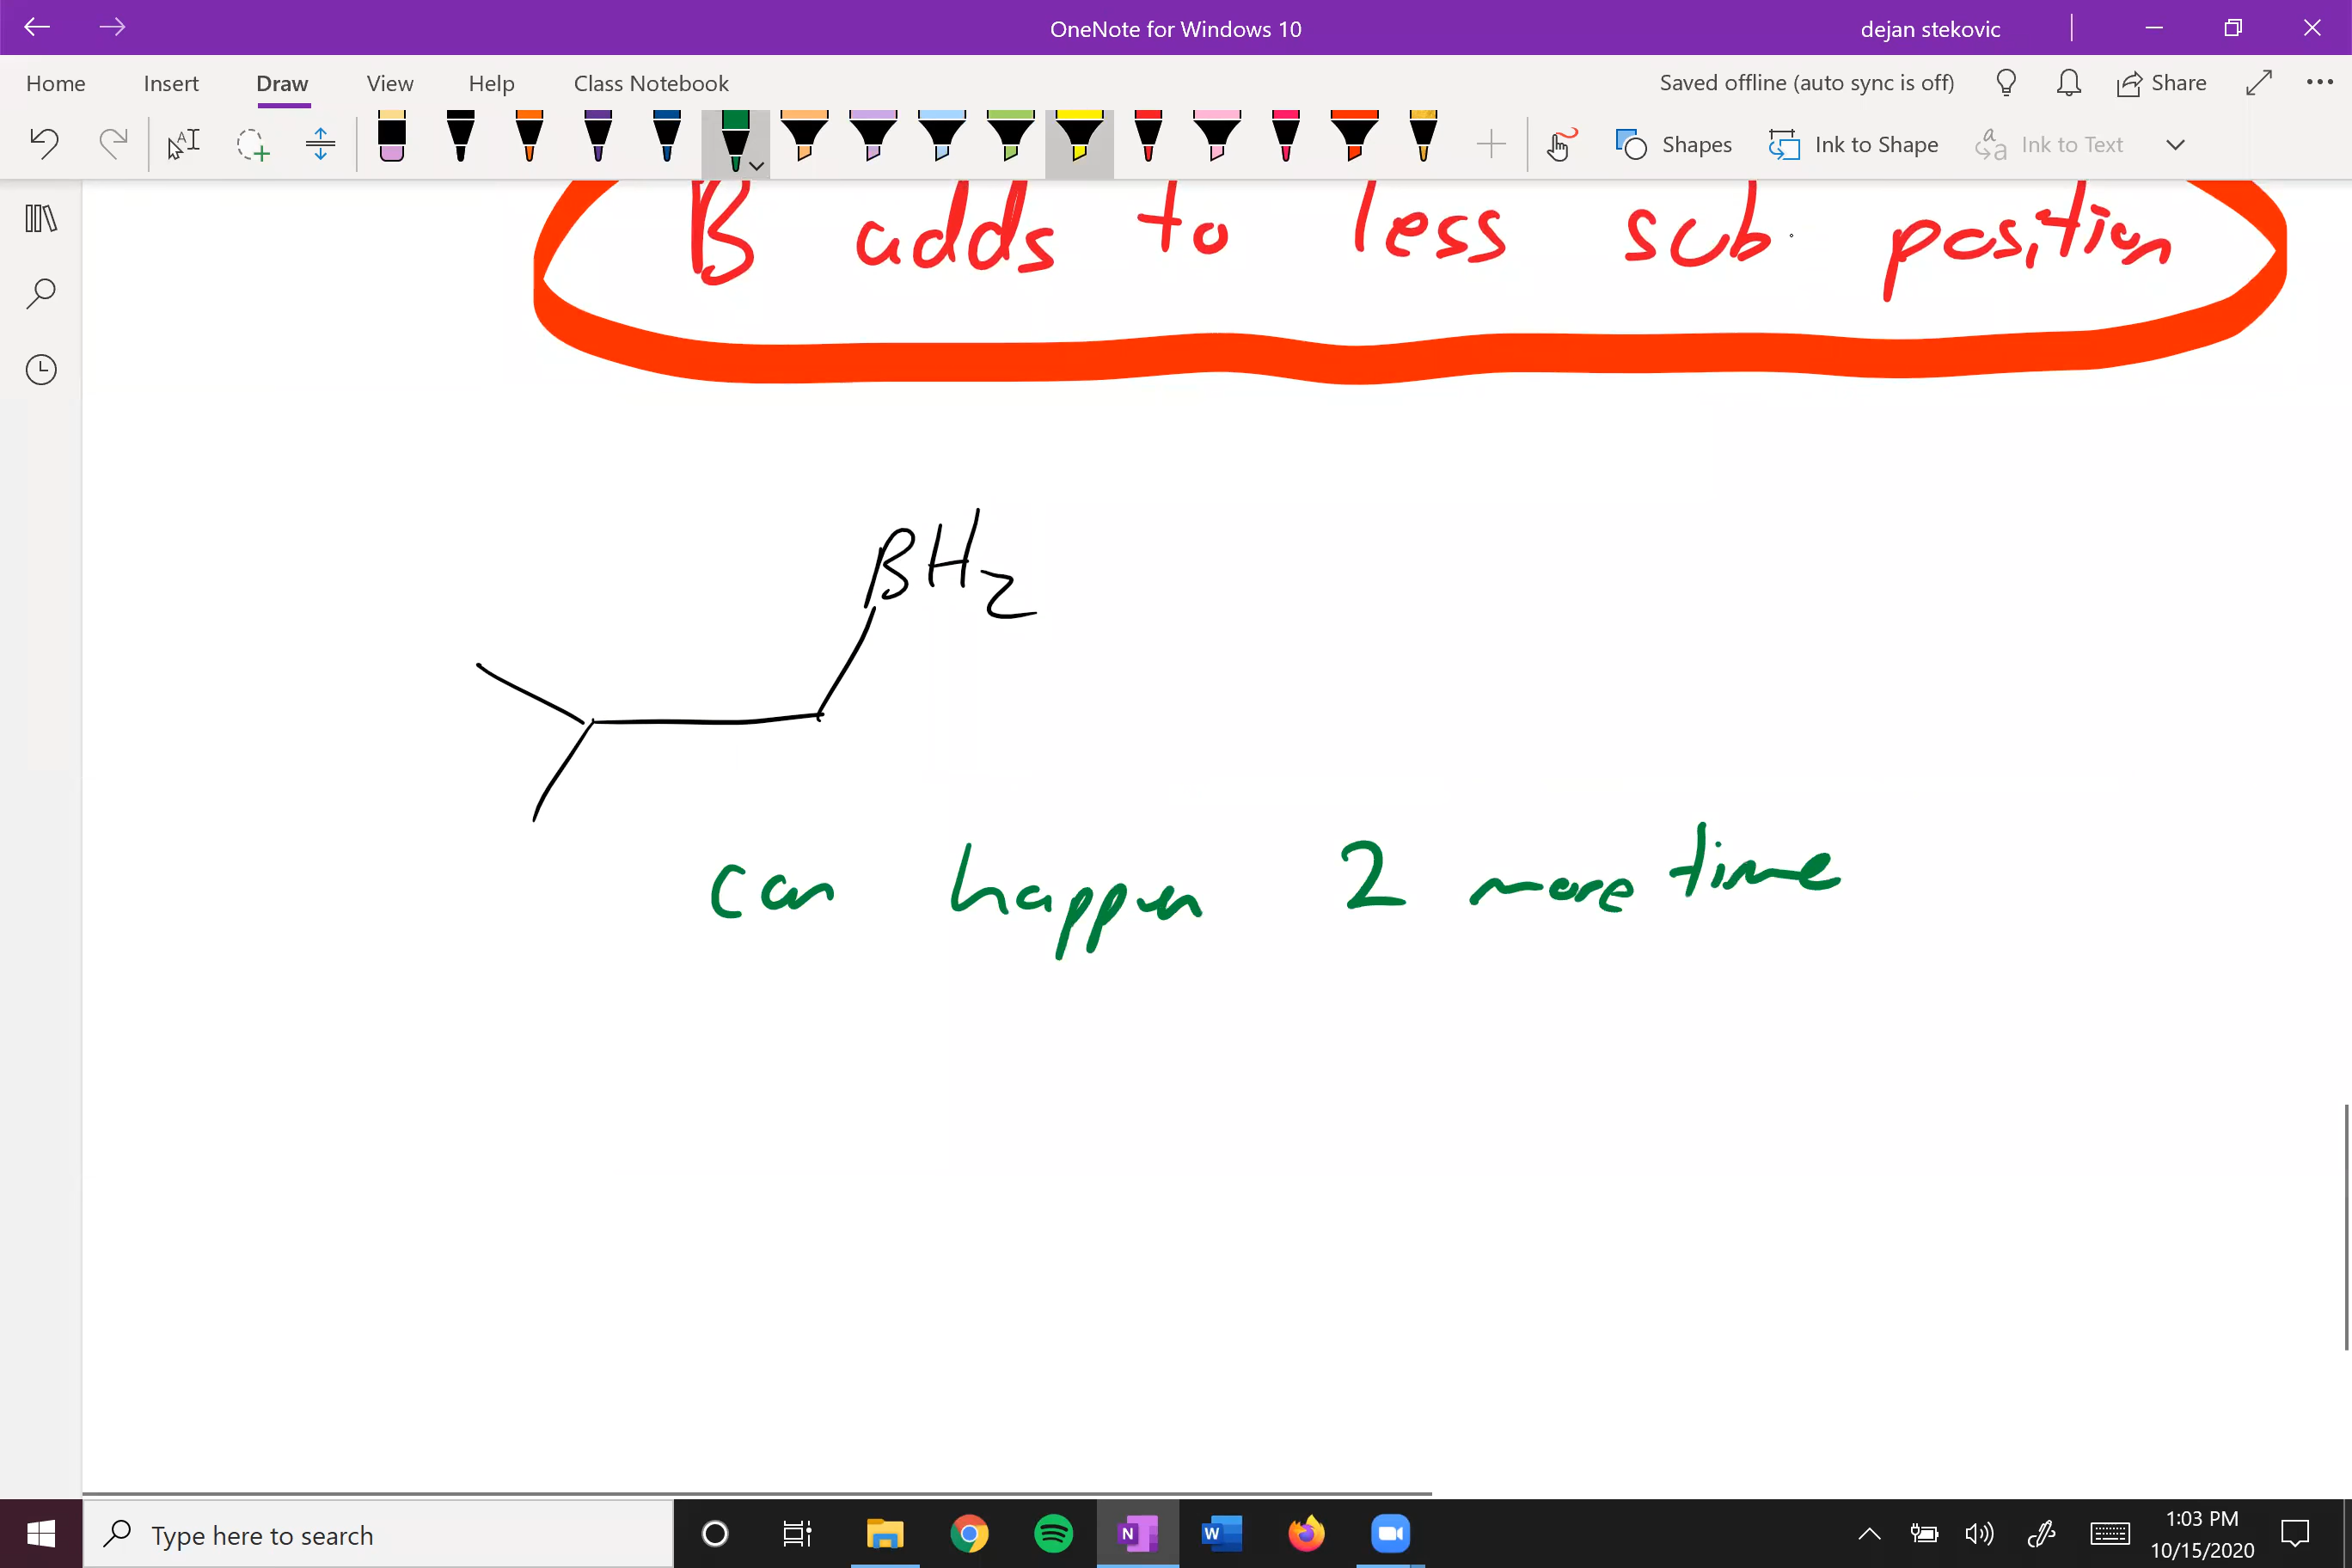 OneNote for Windows 10
dejan stekovic
Home Insert Draw View Help Class Notebook
Saved offline (auto sync is off) Share
Shapes Ink to Shape Ink to Text
B adds to less sub. position
BH2
can happen 2 more time
Type here to search
1:03 PM
10/15/2020